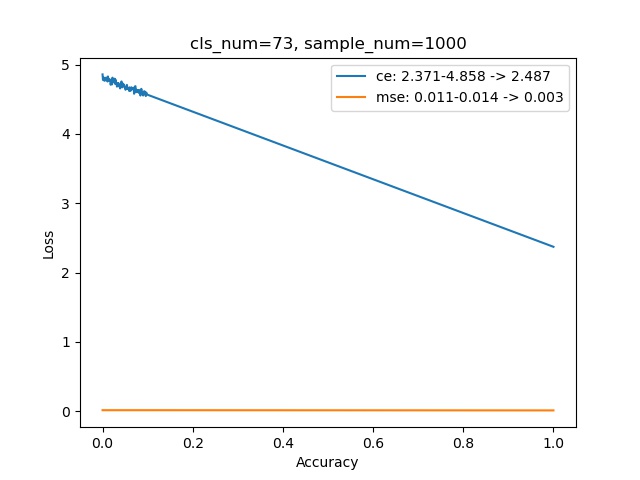 cls_num=73, sample_num=1000
ce: 2.371-4.858 -> 2.487
mse: 0.011-0.014 -> 0.003
5
4
3
2
1
0
Loss
0.0 0.2 0.4 0.6 0.8 1.0
Accuracy